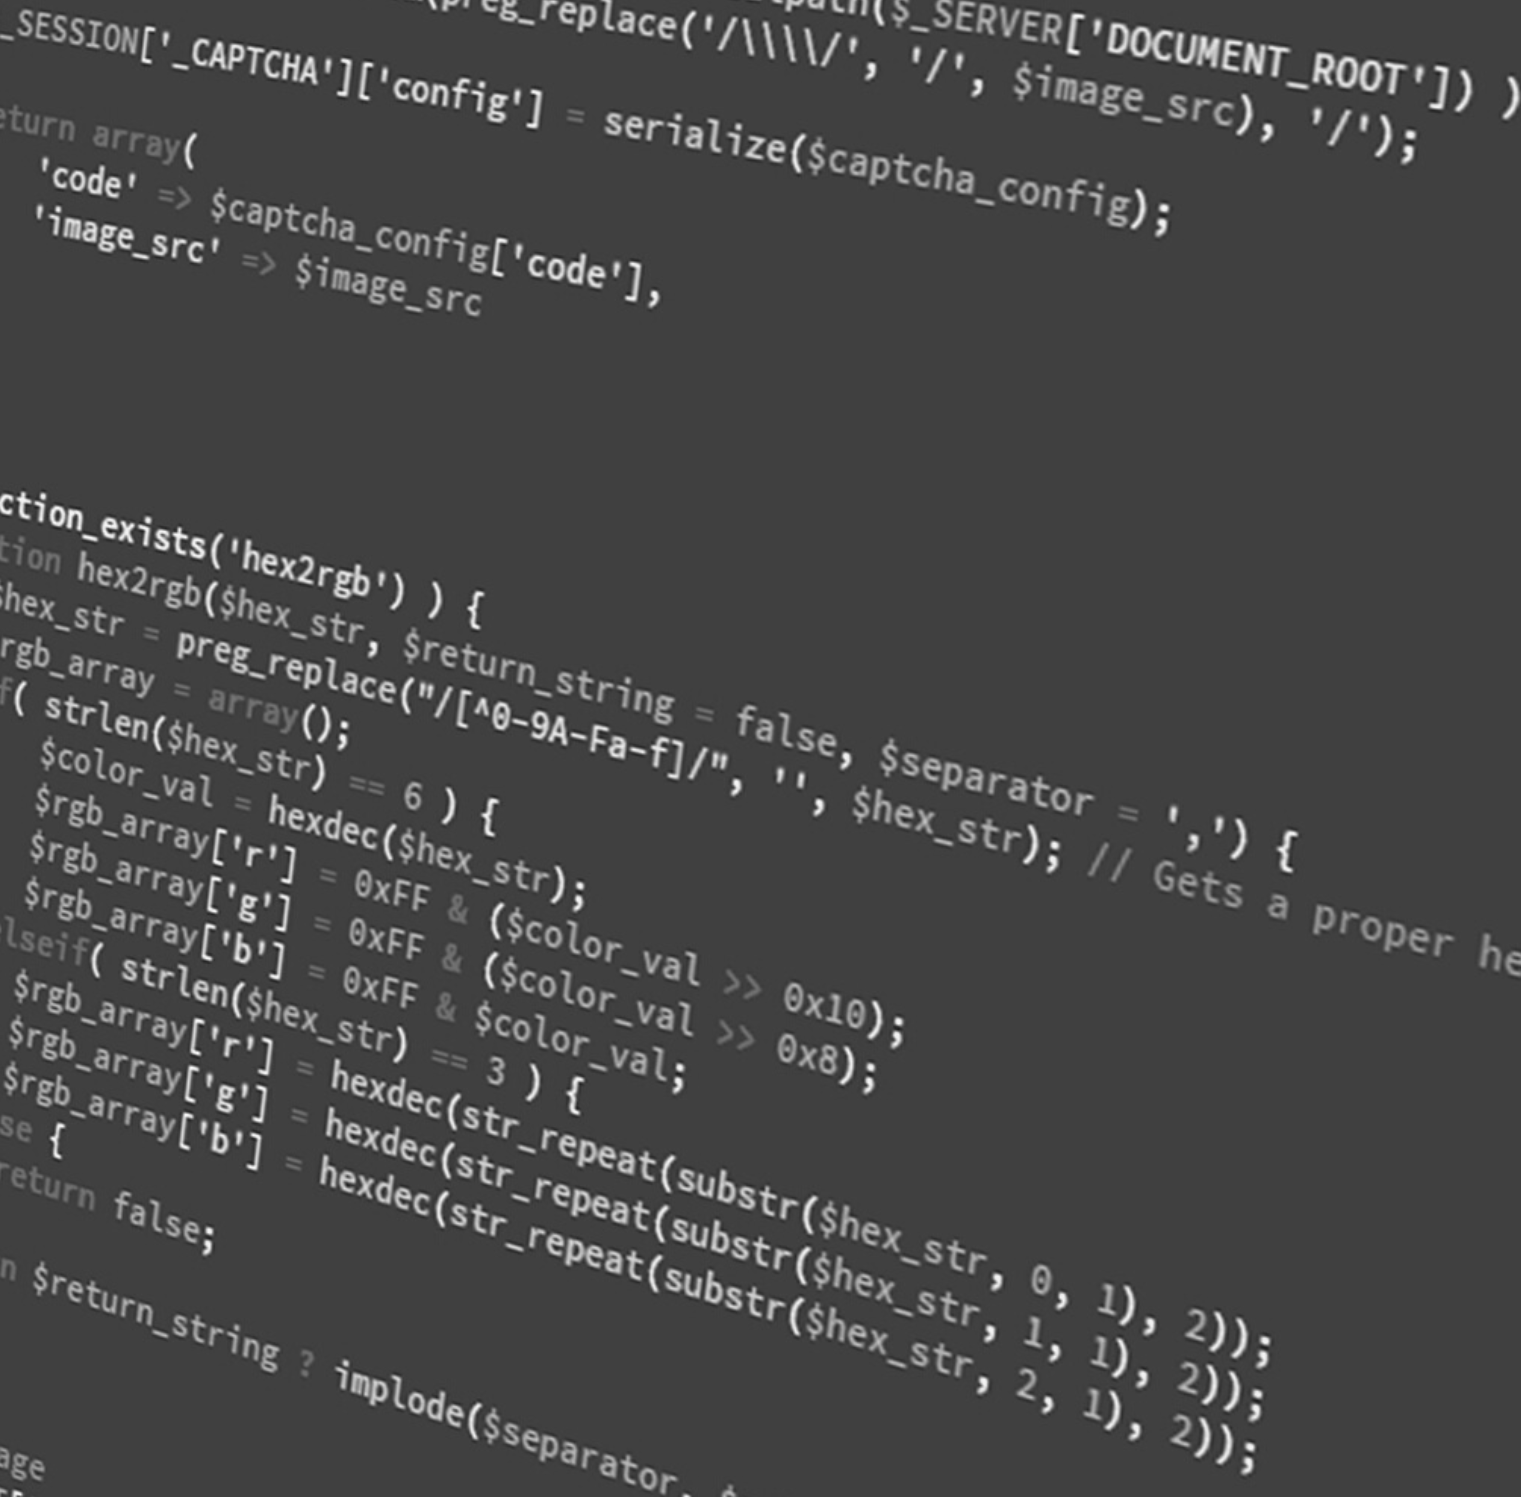 ($_SERVER['DOCUMENT_ROOT']) )
(preg_replace('/\\\\/', '/', $image_src), '/');
_SESSION['_CAPTCHA']['config'] = serialize($captcha_config);
eturn array(
'code' => $captcha_config['code'],
'image_src' => $image_src
ction_exists('hex2rgb') ) {
tion hex2rgb($hex_str, $return_string = false, $separator = ',') {
$hex_str = preg_replace("/[^0-9A-Fa-f]/", '', $hex_str); // Gets a proper he
rgb_array = array();
f( strlen($hex_str) == 6 ) {
$color_val = hexdec($hex_str);
$rgb_array['r'] = 0xFF & ($color_val >> 0x10);
$rgb_array['g'] = 0xFF & ($color_val >> 0x8);
$rgb_array['b'] = 0xFF & $color_val;
elseif( strlen($hex_str) == 3 ) {
$rgb_array['r'] = hexdec(str_repeat(substr($hex_str, 0, 1), 2));
$rgb_array['g'] = hexdec(str_repeat(substr($hex_str, 1, 1), 2));
$rgb_array['b'] = hexdec(str_repeat(substr($hex_str, 2, 1), 2));
se {
return false;
n $return_string ? implode($separator, $
age